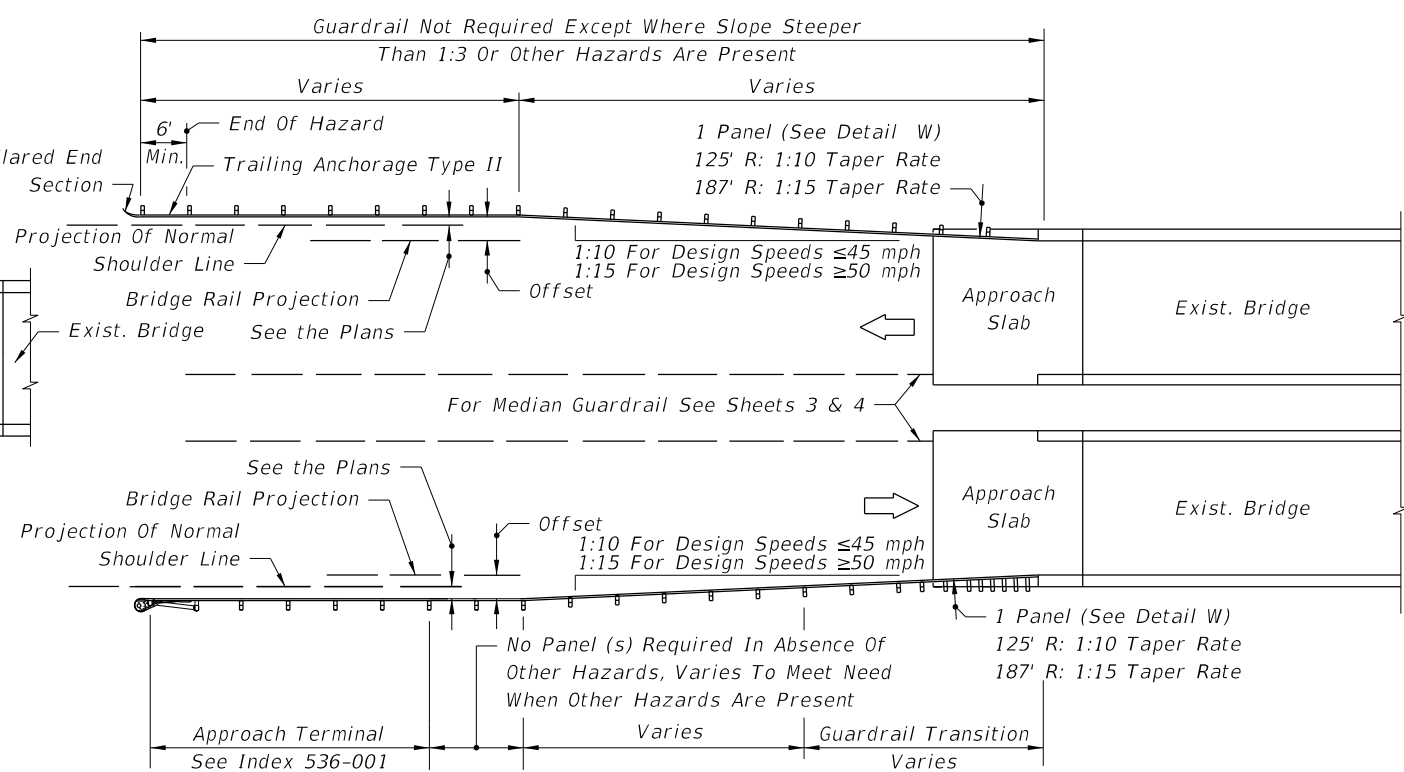 Guardrail Not Required Except Where Slope Steeper
Than 1:3 Or Other Hazards Are Present
Varies
Varies
6'
Min.
End Of Hazard
lared End
Section
Trailing Anchorage Type II
1 Panel (See Detail W)
125' R: 1:10 Taper Rate
187' R: 1:15 Taper Rate
Projection Of Normal
Shoulder Line
1:10 For Design Speeds ≤45 mph
1:15 For Design Speeds ≥50 mph
Bridge Rail Projection
Offset
Exist. Bridge
See the Plans
Approach
Slab
Exist. Bridge
For Median Guardrail See Sheets 3 & 4
See the Plans
Bridge Rail Projection
Projection Of Normal
Shoulder Line
Offset
1:10 For Design Speeds ≤45 mph
1:15 For Design Speeds ≥50 mph
Approach
Slab
Exist. Bridge
1 Panel (See Detail W)
125' R: 1:10 Taper Rate
187' R: 1:15 Taper Rate
No Panel (s) Required In Absence Of
Other Hazards, Varies To Meet Need
When Other Hazards Are Present
Approach Terminal
See Index 536-001
Varies
Guardrail Transition
Varies